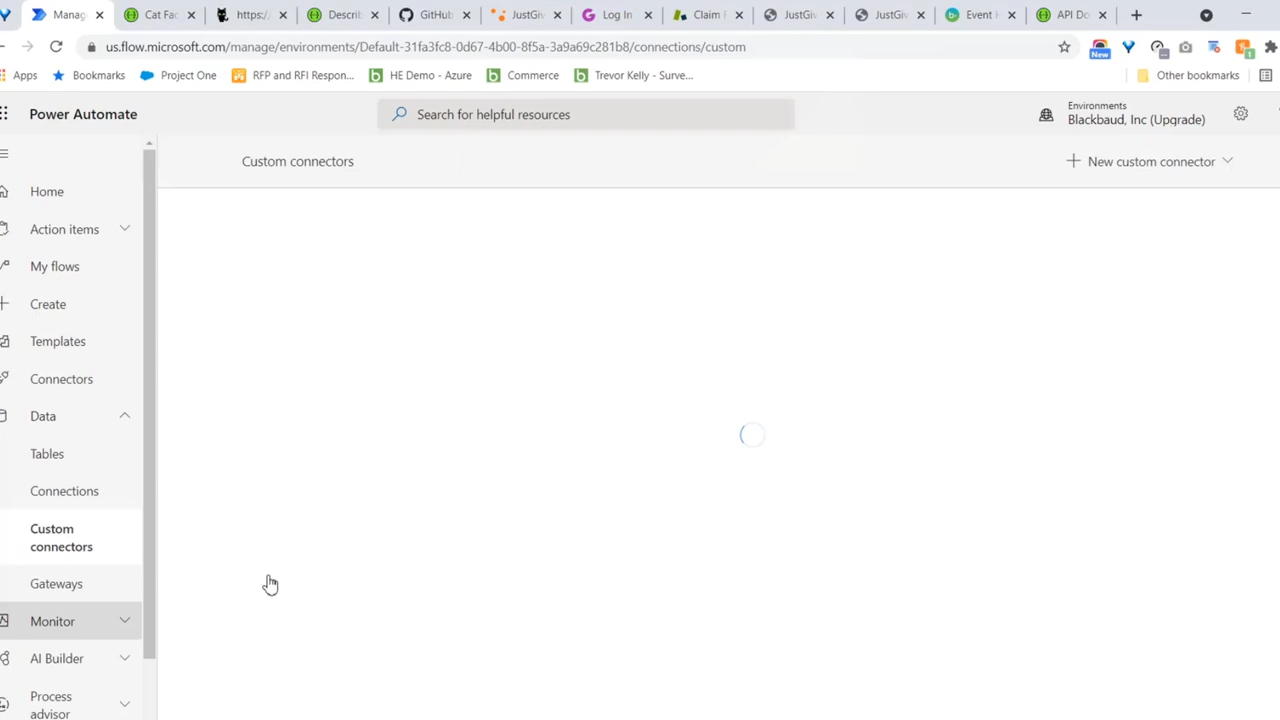 Manag
Cat Fac
https:/
Describ
GitHub
JustGiv
Log In
Claim F
JustGiv
JustGiv
Event H
API Do
us.flow.microsoft.com/manage/environments/Default-31fa3fc8-0d67-4b00-8f5a-3a9a69c281b8/connections/custom
New
1
Apps
Bookmarks
Project One
RFP and RFI Respon...
HE Demo - Azure
Commerce
Trevor Kelly - Surve...
Other bookmarks
Power Automate
Search for helpful resources
Environments
Blackbaud, Inc (Upgrade)
Custom connectors
New custom connector
Home
Action items
My flows
Create
Templates
Connectors
Data
Tables
Connections
Custom
connectors
Gateways
Monitor
AI Builder
Process
advisor